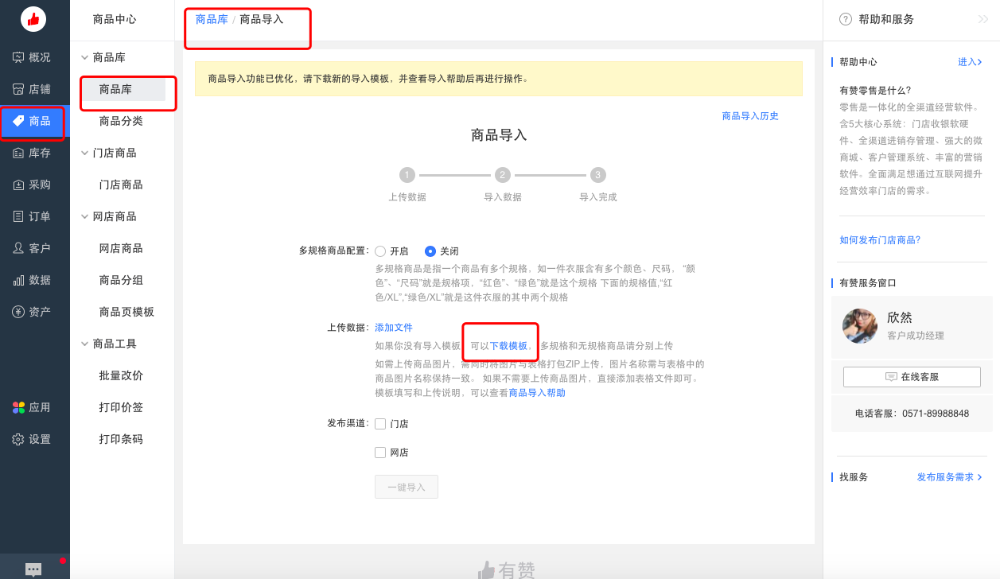 概况
店铺
商品
库存
采购
订单
客户
数据
资产
应用
设置
商品中心
商品库
商品库
商品分类
门店商品
门店商品
网店商品
网店商品
商品分组
商品页模板
商品工具
批量改价
打印价签
打印条码
商品库 / 商品导入
商品导入功能已优化，请下载新的导入模板，并查看导入帮助后再进行操作。
商品导入历史
商品导入
1 2 3
上传数据 导入数据 导入完成
多规格商品配置： 开启 关闭
多规格商品是指一个商品有多个规格，如一件衣服含有多个颜色、尺码， “颜
色”、“尺码”就是规格项，“红色”、“绿色”就是这个规格 下面的规格值,“红
色/XL”,“绿色/XL”就是这件衣服的其中两个规格
上传数据： 添加文件
如果你没有导入模板，可以下载模板，多规格和无规格商品请分别上传
如需上传商品图片，需同时将图片与表格打包ZIP上传，图片名称需与表格中的
商品图片名称保持一致。 如果不需要上传商品图片，直接添加表格文件即可。
模板填写和上传说明，可以查看商品导入帮助
发布渠道： 门店
网店
一键导入
有赞
帮助和服务
帮助中心 进入
有赞零售是什么?
零售是一体化的全渠道经营软件。
含5大核心系统：门店收银软硬
件、全渠道进销存管理、强大的微
商城、客户管理系统、丰富的营销
软件。全面满足想通过互联网提升
经营效率门店的需求。
如何发布门店商品?
有赞服务窗口
欣然
客户成功经理
在线客服
电话客服：0571-89988848
找服务 发布服务需求